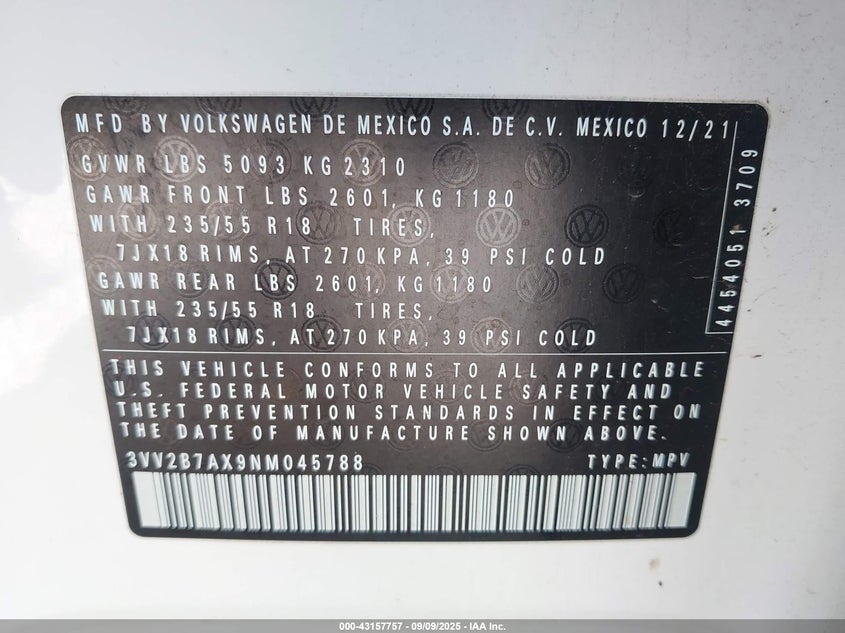 MFD BY VOLKSWAGEN DE MEXICO S.A. DE C.V. MEXICO 12/21
GVWR LBS 5093 KG 2310
GAWR FRONT LBS 2601, KG 1180
WITH 235/55 R18 TIRES,
7JX18 RIMS, AT 270 KPA, 39 PSI COLD
GAWR REAR LBS 2601, KG 1180
WITH 235/55 R18 TIRES,
7JX18 RIMS, AT 270 KPA, 39 PSI COLD
4454051 3709
THIS VEHICLE CONFORMS TO ALL APPLICABLE
U.S. FEDERAL MOTOR VEHICLE SAFETY AND
THEFT PREVENTION STANDARDS IN EFFECT ON
THE DATE OF MANUFACTURE SHOWN ABOVE.
3VV2B7AX9NM045788 TYPE: MPV
000-43157757 - 09/09/2025 - IAA Inc.